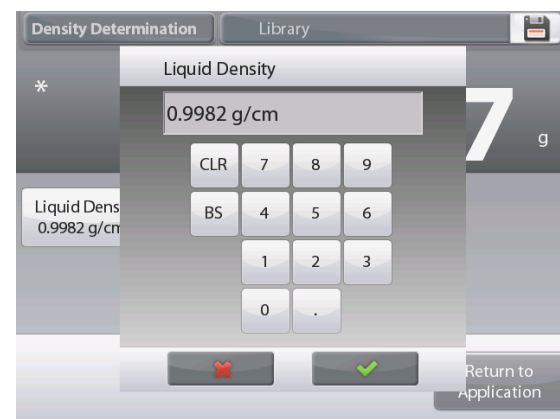 Density Determination
Library
*
Liquid Density
0.9982 g/cm
7
g
CLR 7 8 9
BS 4 5 6
1 2 3
0 .
Liquid Dens
0.9982 g/cm
Return to
Application